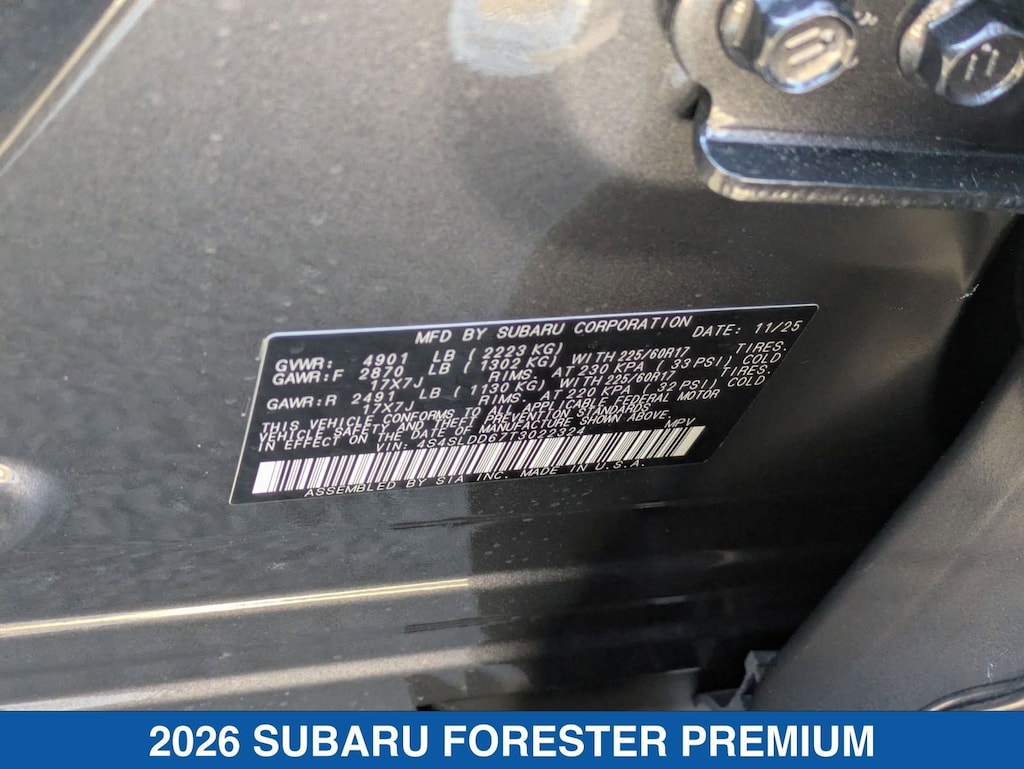 MFD BY SUBARU CORPORATION DATE: 11/25
GVWR: 4901 LB (2223 KG)
GAWR:F 2870 LB (1302 KG) WITH 225/60R17 TIRES.
17X7J RIMS. AT 230 KPA (33 PSI) COLD
GAWR:R 2491 LB (1130 KG) WITH 225/60R17 TIRES.
17X7J RIMS. AT 220 KPA (32 PSI) COLD
THIS VEHICLE CONFORMS TO ALL APPLICABLE FEDERAL MOTOR
VEHICLE SAFETY AND THEFT PREVENTION STANDARDS
IN EFFECT ON THE DATE OF MANUFACTURE SHOWN ABOVE.
VIN: 4S4SLDD67T3022324 MPV
ASSEMBLED BY SIA INC. MADE IN U.S.A.
2026 SUBARU FORESTER PREMIUM